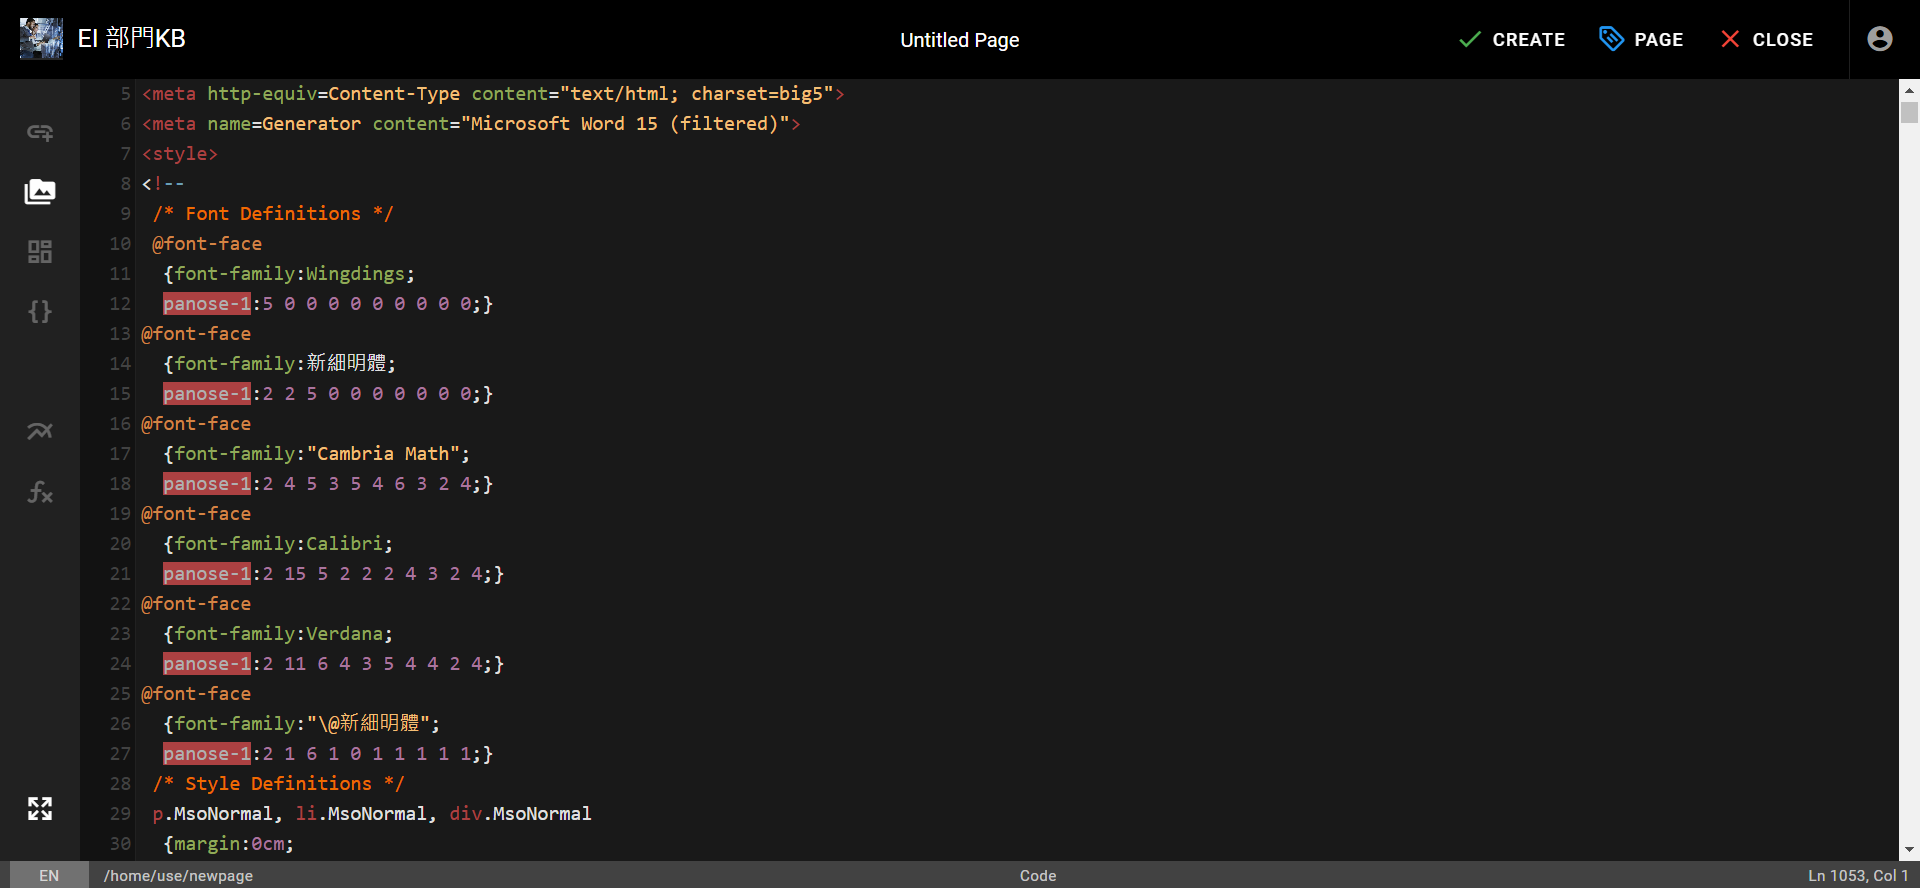 EI 部門KB
Untitled Page
CREATE
PAGE
CLOSE
5 <meta http-equiv=Content-Type content="text/html; charset=big5">
6 <meta name=Generator content="Microsoft Word 15 (filtered)">
7 <style>
8 <!--
9 /* Font Definitions */
10 @font-face
11 {font-family:Wingdings;
12 panose-1:5 0 0 0 0 0 0 0 0 0;}
13 @font-face
14 {font-family:新細明體;
15 panose-1:2 2 5 0 0 0 0 0 0 0;}
16 @font-face
17 {font-family:"Cambria Math";
18 panose-1:2 4 5 3 5 4 6 3 2 4;}
19 @font-face
20 {font-family:Calibri;
21 panose-1:2 15 5 2 2 2 4 3 2 4;}
22 @font-face
23 {font-family:Verdana;
24 panose-1:2 11 6 4 3 5 4 4 2 4;}
25 @font-face
26 {font-family:"\@新細明體";
27 panose-1:2 1 6 1 0 1 1 1 1 1;}
28 /* Style Definitions */
29 p.MsoNormal, li.MsoNormal, div.MsoNormal
30 {margin:0cm;
EN
/home/use/newpage
Code
Ln 1053, Col 1